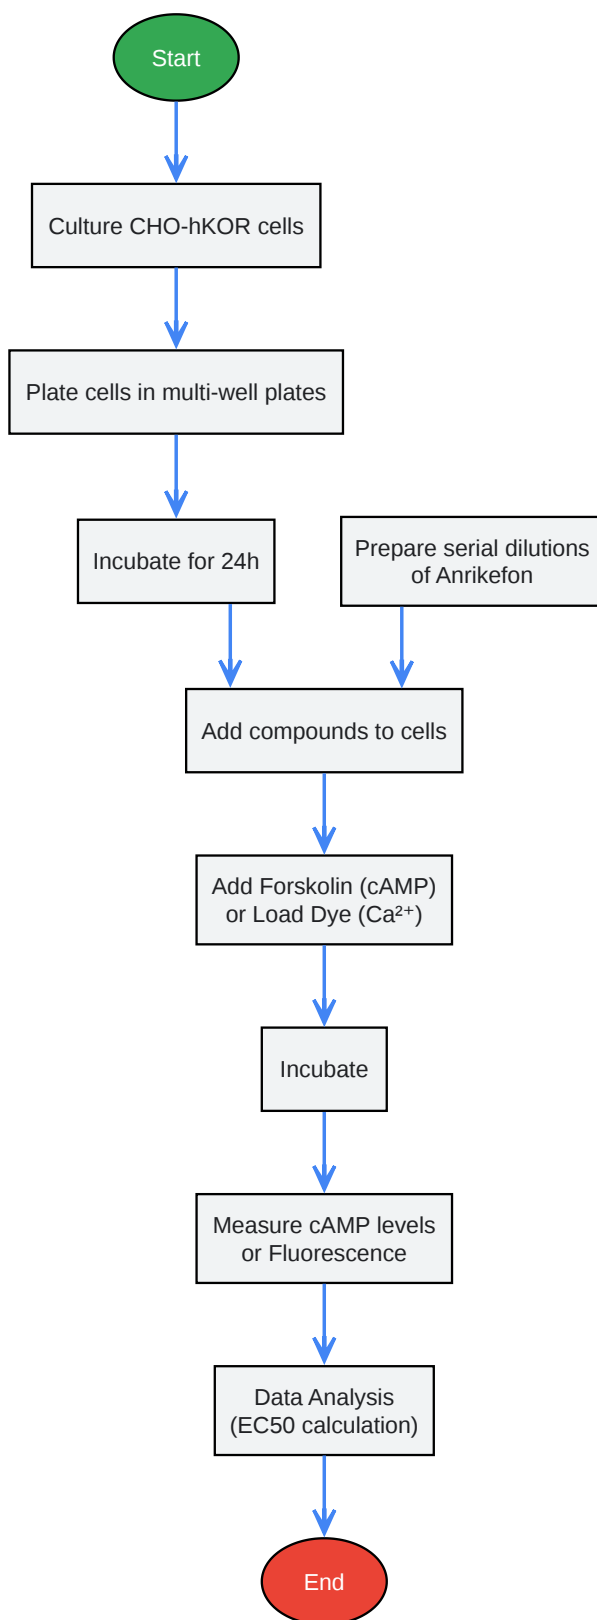 Start
Culture CHO-hKOR cells
Plate cells in multi-well plates
Incubate for 24h
Prepare serial dilutions
of Anrikefon
Add compounds to cells
Add Forskolin (cAMP)
or Load Dye (Ca²⁺)
Incubate
Measure cAMP levels
or Fluorescence
Data Analysis
(EC50 calculation)
End